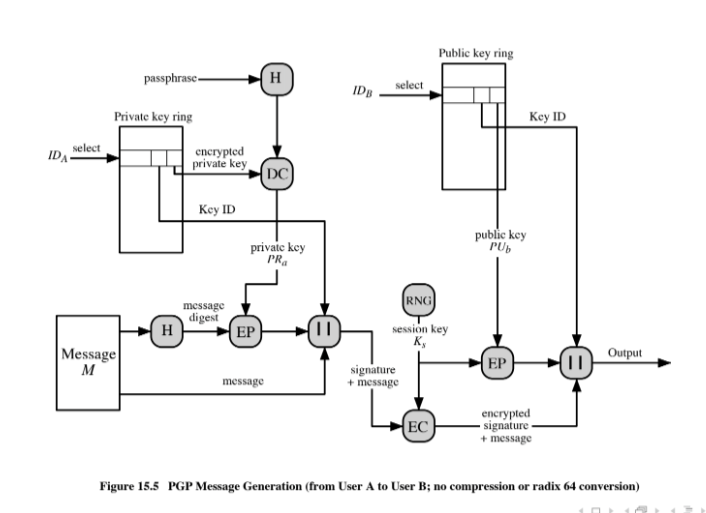 Public key ring
passphrase
H
ID_B
select
Private key ring
Key ID
ID_A
select
encrypted
private key
DC
Key ID
private key
PR_a
public key
PU_b
RNG
message
digest
session key
K_s
H
EP
||
Message
M
message
signature
+ message
EP
||
Output
EC
encrypted
signature
+ message
Figure 15.5 PGP Message Generation (from User A to User B; no compression or radix 64 conversion)